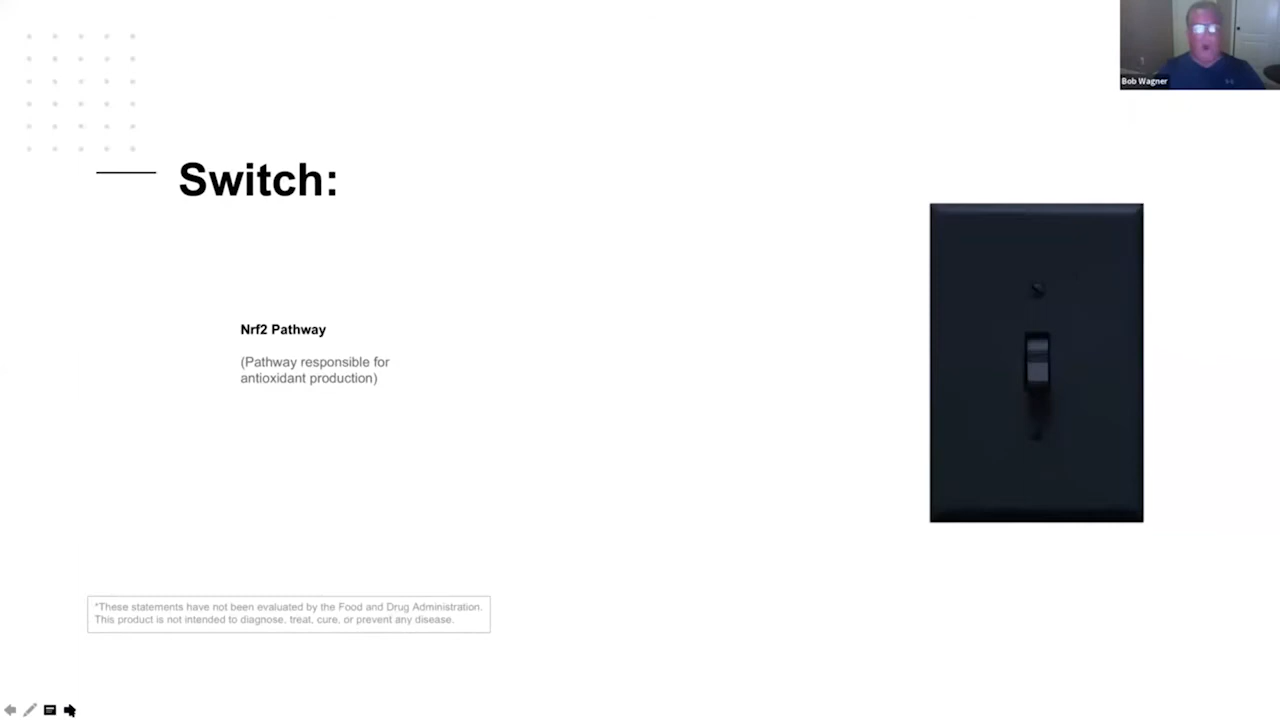 Bob Wagner
Switch:
Nrf2 Pathway
(Pathway responsible for
antioxidant production)
*These statements have not been evaluated by the Food and Drug Administration.
This product is not intended to diagnose, treat, cure, or prevent any disease.